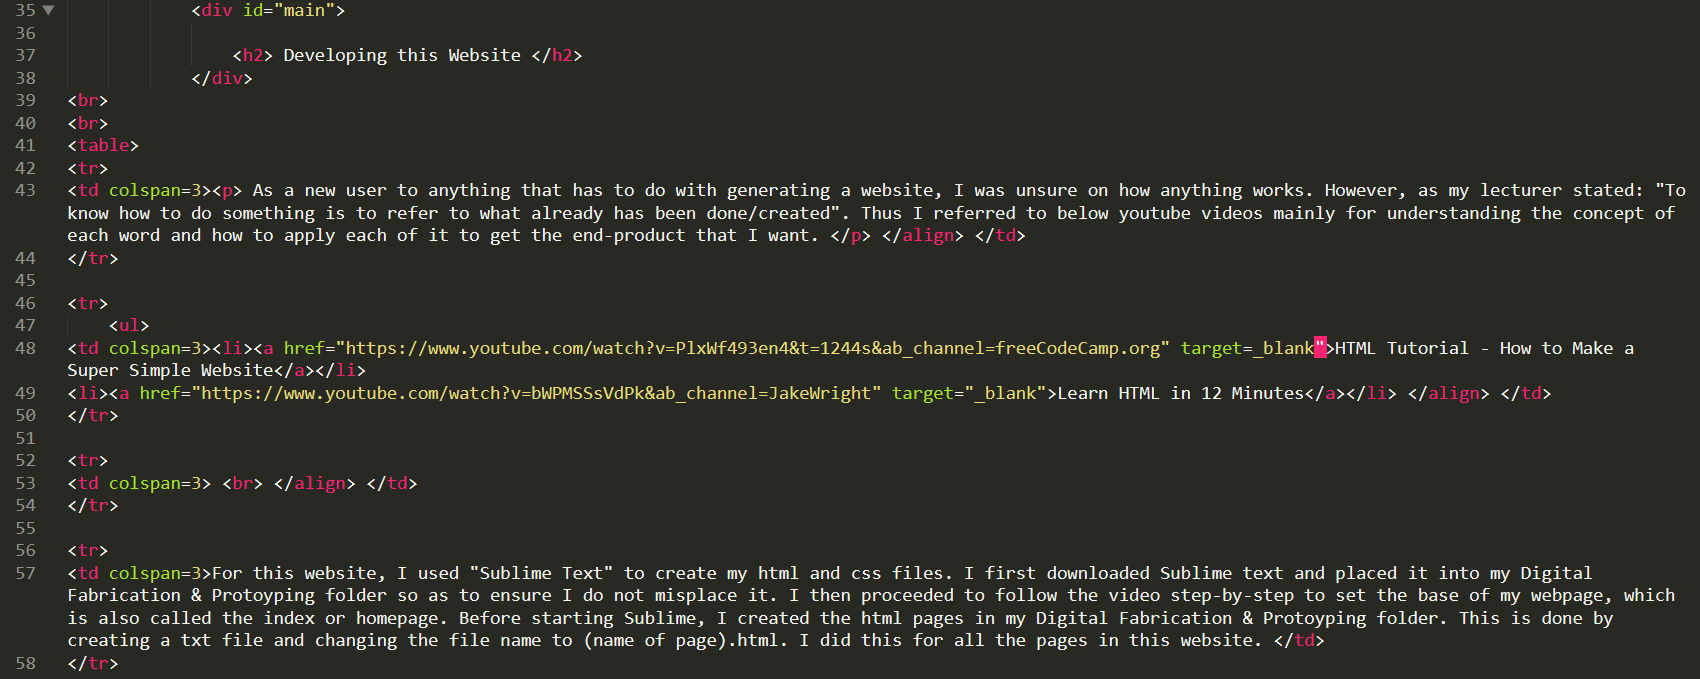 35 ▼ <div id="main">
36
37 <h2> Developing this Website </h2>
38 </div>
39 <br>
40 <br>
41 <table>
42 <tr>
43 <td colspan=3><p> As a new user to anything that has to do with generating a website, I was unsure on how anything works. However, as my lecturer stated: "To
know how to do something is to refer to what already has been done/created". Thus I referred to below youtube videos mainly for understanding the concept of
each word and how to apply each of it to get the end-product that I want. </p> </align> </td>
44 </tr>
45
46 <tr>
47 <ul>
48 <td colspan=3><li><a href="https://www.youtube.com/watch?v=PlxWf493en4&t=1244s&ab_channel=freeCodeCamp.org" target=_blank">HTML Tutorial - How to Make a
Super Simple Website</a></li>
49 <li><a href="https://www.youtube.com/watch?v=bWPMSSsVdPk&ab_channel=JakeWright" target="_blank">Learn HTML in 12 Minutes</a></li> </align> </td>
50 </tr>
51
52 <tr>
53 <td colspan=3> <br> </align> </td>
54 </tr>
55
56 <tr>
57 <td colspan=3>For this website, I used "Sublime Text" to create my html and css files. I first downloaded Sublime text and placed it into my Digital
Fabrication & Protoyping folder so as to ensure I do not misplace it. I then proceeded to follow the video step-by-step to set the base of my webpage, which
is also called the index or homepage. Before starting Sublime, I created the html pages in my Digital Fabrication & Protoyping folder. This is done by
creating a txt file and changing the file name to (name of page).html. I did this for all the pages in this website. </td>
58 </tr>